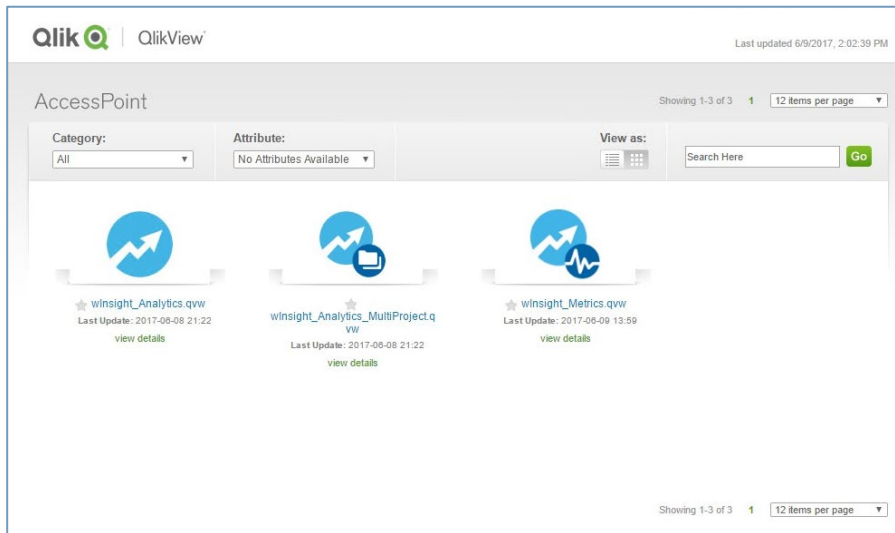 Qlik QlikView
Last updated 6/9/2017, 2:02:39 PM
AccessPoint
Showing 1-3 of 3 1 12 items per page
Category:
All
Attribute:
No Attributes Available
View as:
Search Here
Go
wInsight_Analytics.qvw
Last Update: 2017-06-08 21:22
view details
wInsight_Analytics_MultiProject.q
vw
Last Update: 2017-06-08 21:22
view details
wInsight_Metrics.qvw
Last Update: 2017-06-09 13:59
view details
Showing 1-3 of 3 1 12 items per page